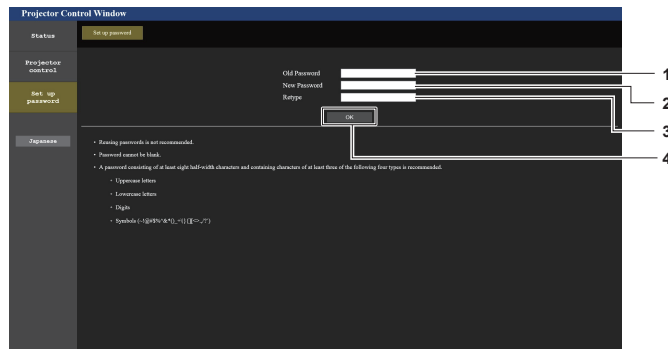 Projector Control Window
Status
Set up password
Projector
control
Set up
password
Japanese
Old Password
New Password
Retype
OK
1
2
3
4
• Reusing passwords is not recommended.
• Password cannot be blank.
• A password consisting of at least eight half-width characters and containing characters of at least three of the following four types is recommended.
• Uppercase letters
• Lowercase letters
• Digits
• Symbols